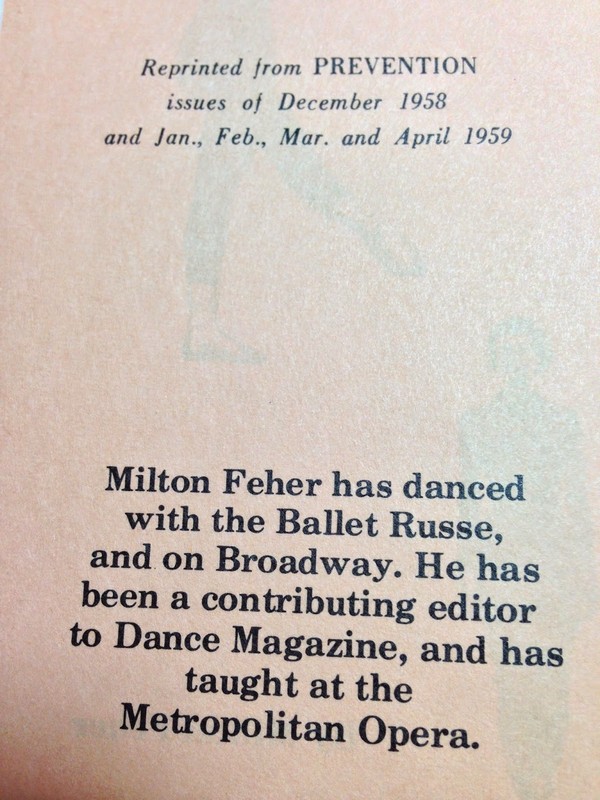 Reprinted from PREVENTION
issues of December 1958
and Jan., Feb., Mar. and April 1959
Milton Feher has danced
with the Ballet Russe,
and on Broadway. He has
been a contributing editor
to Dance Magazine, and has
taught at the
Metropolitan Opera.